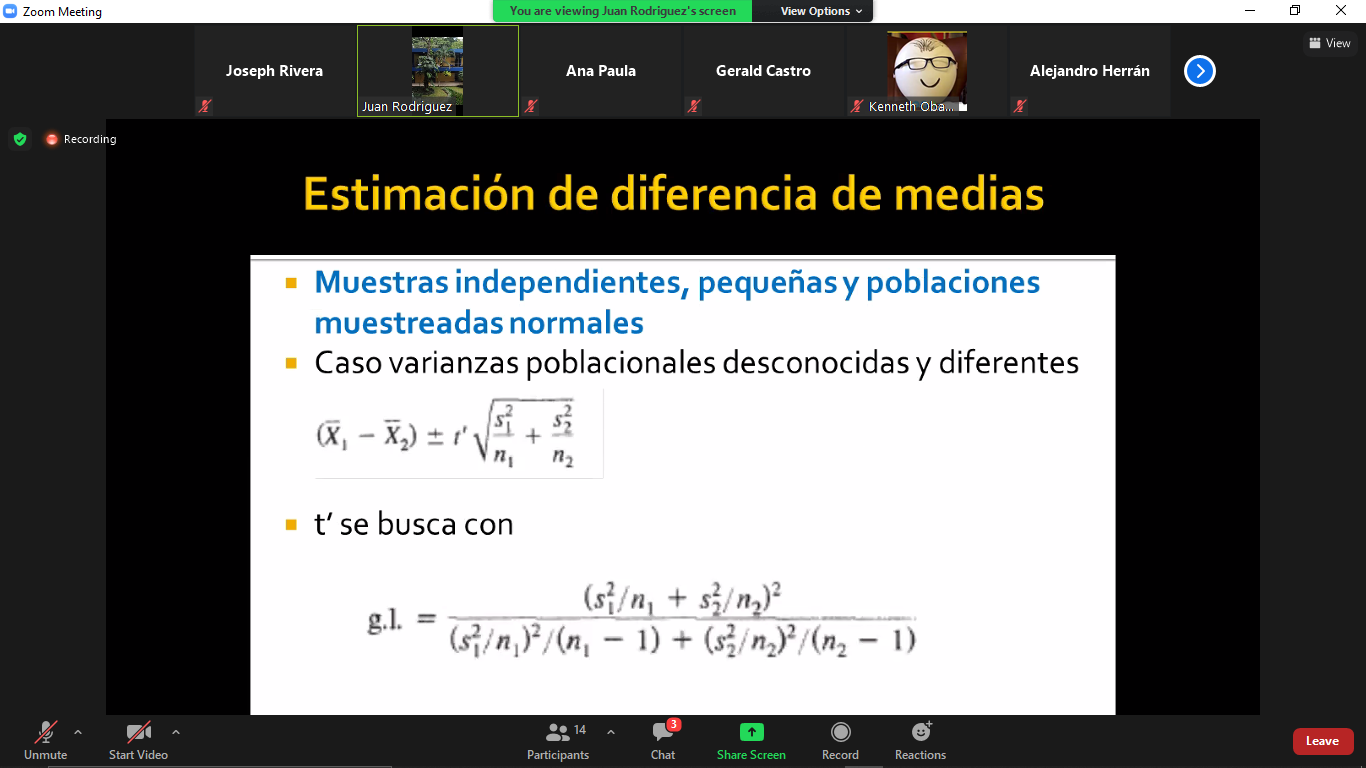 Zoom Meeting
You are viewing Juan Rodriguez's screen
View Options
View
Joseph Rivera
Juan Rodriguez
Ana Paula
Gerald Castro
Kenneth Oba...
Alejandro Herrán
Recording
Estimación de diferencia de medias
Muestras independientes, pequeñas y poblaciones
muestreadas normales
Caso varianzas poblacionales desconocidas y diferentes
(X̄₁ − X̄₂) ± t′ √(s₁²/n₁ + s₂²/n₂)
t′ se busca con
g.l. = (s₁²/n₁ + s₂²/n₂)² / (s₁²/n₁)²/(n₁ − 1) + (s₂²/n₂)²/(n₂ − 1)
Unmute
Start Video
14
Participants
3
Chat
Share Screen
Record
Reactions
Leave